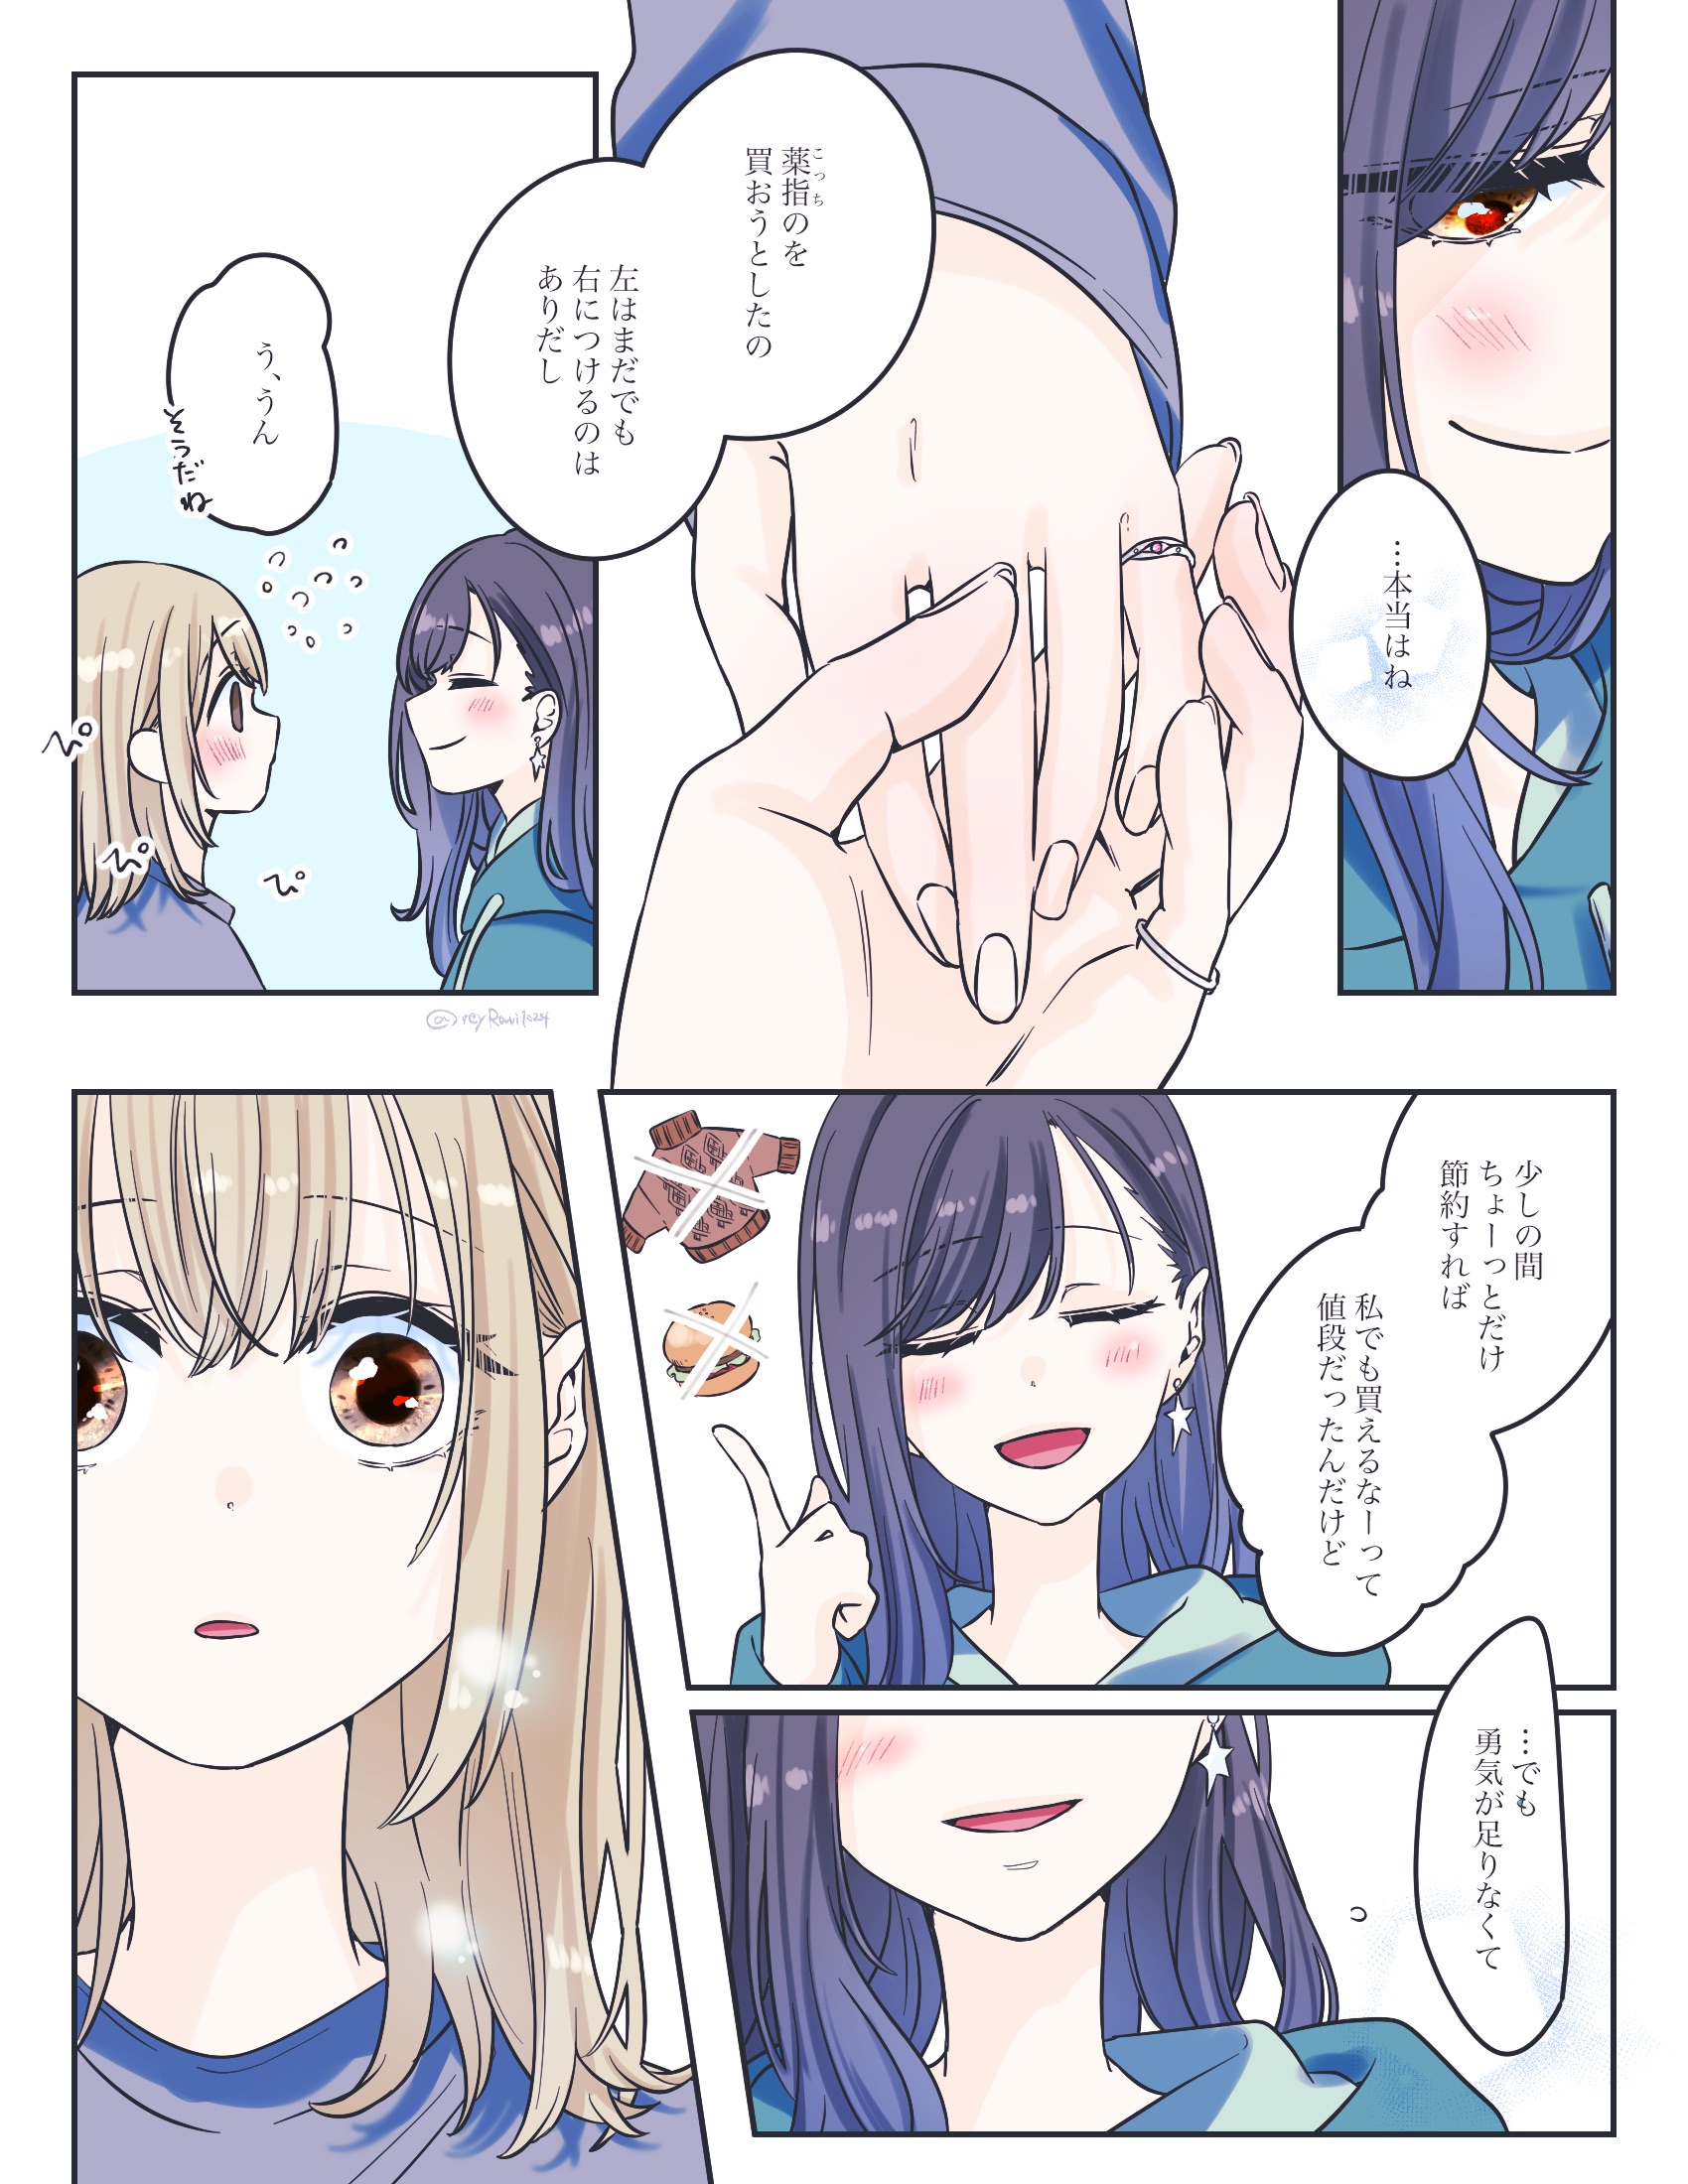 …本当はね
薬指のを
こっち
買おうとしたの
左はまだでも
右につけるのは
ありだし
う、うん
そうだね
ぴ
ぴ
ぴ
少しの間
ちょーっとだけ
節約すれば
私でも買えるなーって
値段だったんだけど
…でも
勇気が足りなくて